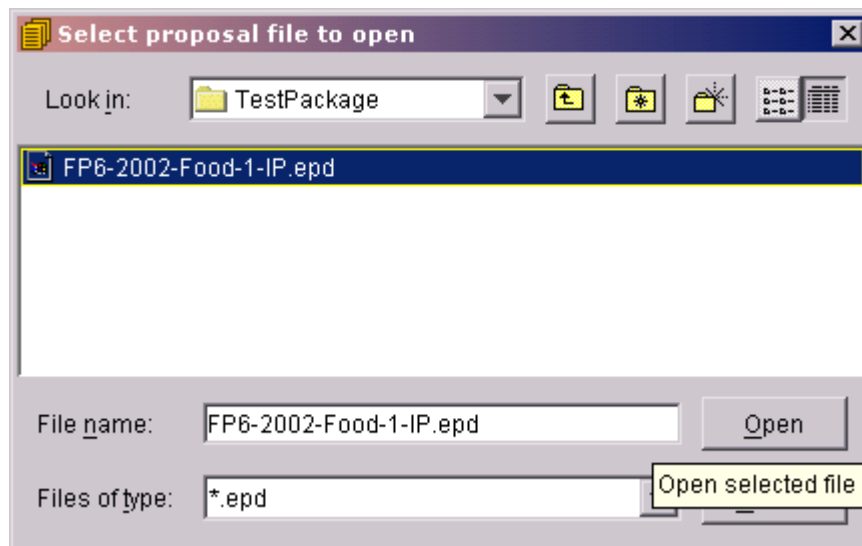 Select proposal file to open
Look in: TestPackage
FP6-2002-Food-1-IP.epd
File name: FP6-2002-Food-1-IP.epd Open
Open selected file
Files of type: *.epd